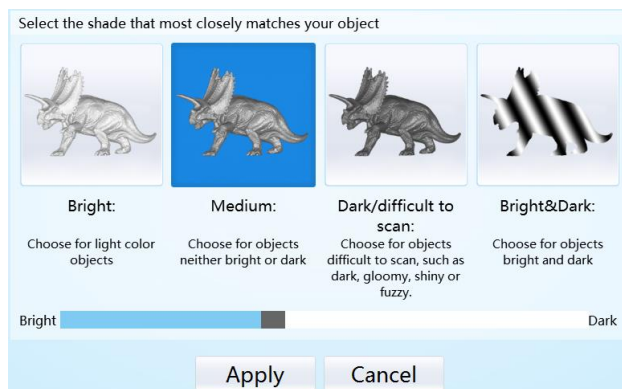 Select the shade that most closely matches your object
Bright:
Choose for light color
objects
Medium:
Choose for objects
neither bright or dark
Dark/difficult to
scan:
Choose for objects
difficult to scan, such as
dark, gloomy, shiny or
fuzzy.
Bright&Dark:
Choose for objects
bright and dark
Bright
Dark
Apply
Cancel